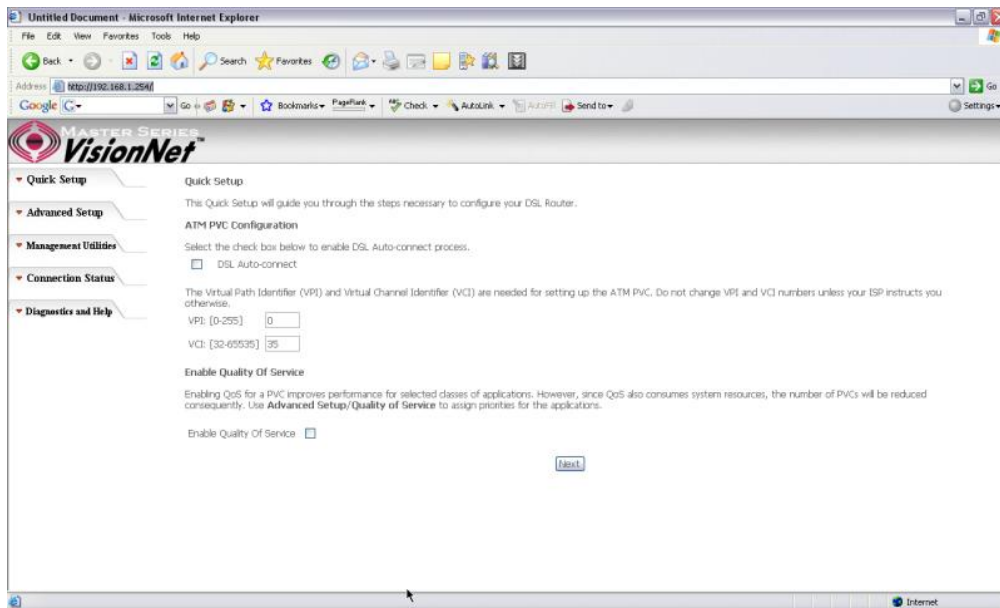 Untitled Document - Microsoft Internet Explorer
File Edit View Favorites Tools Help
Back Search Favorites
Address http://192.168.1.254/ Go
Google G Go Bookmarks PageRank Check AutoLink AutoFill Send to Settings
MASTER SERIES
VisionNet™
Quick Setup
Advanced Setup
Management Utilities
Connection Status
Diagnostics and Help
Quick Setup
This Quick Setup will guide you through the steps necessary to configure your DSL Router.
ATM PVC Configuration
Select the check box below to enable DSL Auto-connect process.
DSL Auto-connect
The Virtual Path Identifier (VPI) and Virtual Channel Identifier (VCI) are needed for setting up the ATM PVC. Do not change VPI and VCI numbers unless your ISP instructs you
otherwise.
VPI: [0-255] 0
VCI: [32-65535] 35
Enable Quality Of Service
Enabling QoS for a PVC improves performance for selected classes of applications. However, since QoS also consumes system resources, the number of PVCs will be reduced
consequently. Use Advanced Setup/Quality of Service to assign priorities for the applications.
Enable Quality Of Service
Next
Internet